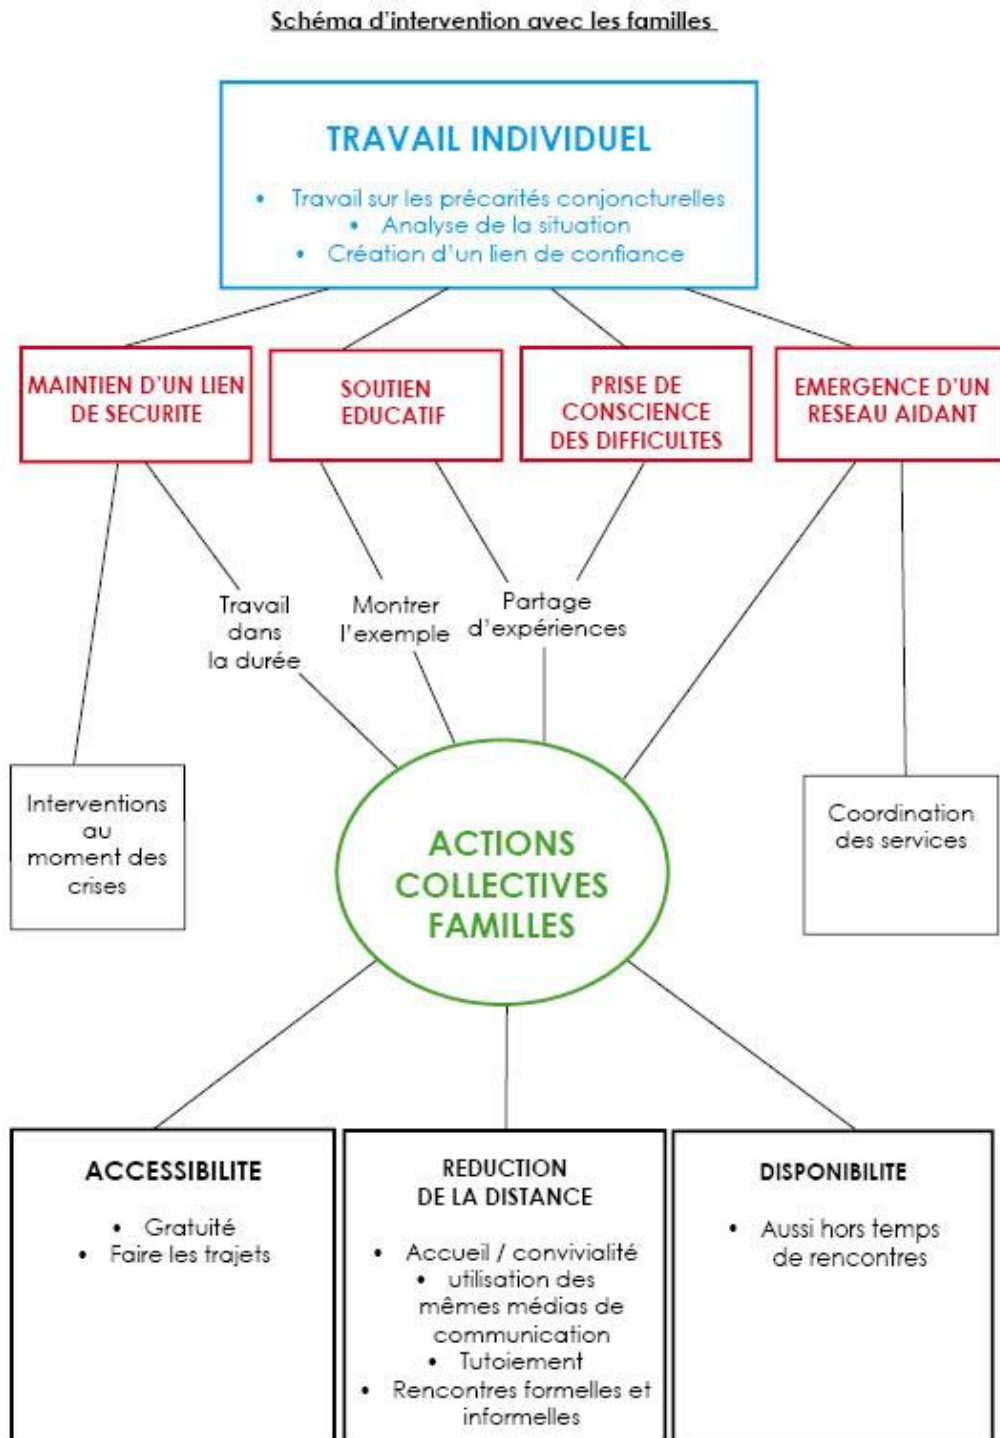 Schéma d'intervention avec les familles
TRAVAIL INDIVIDUEL
• Travail sur les précarités conjoncturelles
• Analyse de la situation
• Création d'un lien de confiance
MAINTIEN D'UN LIEN
DE SECURITE
SOUTIEN
EDUCATIF
PRISE DE
CONSCIENCE
DES DIFFICULTES
EMERGENCE D'UN
RESEAU AIDANT
Travail
dans
la durée
Montrer
l'exemple
Partage
d'expériences
Interventions
au
moment des
crises
Coordination
des services
ACTIONS
COLLECTIVES
FAMILLES
ACCESSIBILITE
• Gratuité
• Faire les trajets
REDUCTION
DE LA DISTANCE
• Accueil / convivialité
• utilisation des
mêmes médias de
communication
• Tutoiement
• Rencontres formelles et
informelles
DISPONIBILITE
• Aussi hors temps
de rencontres